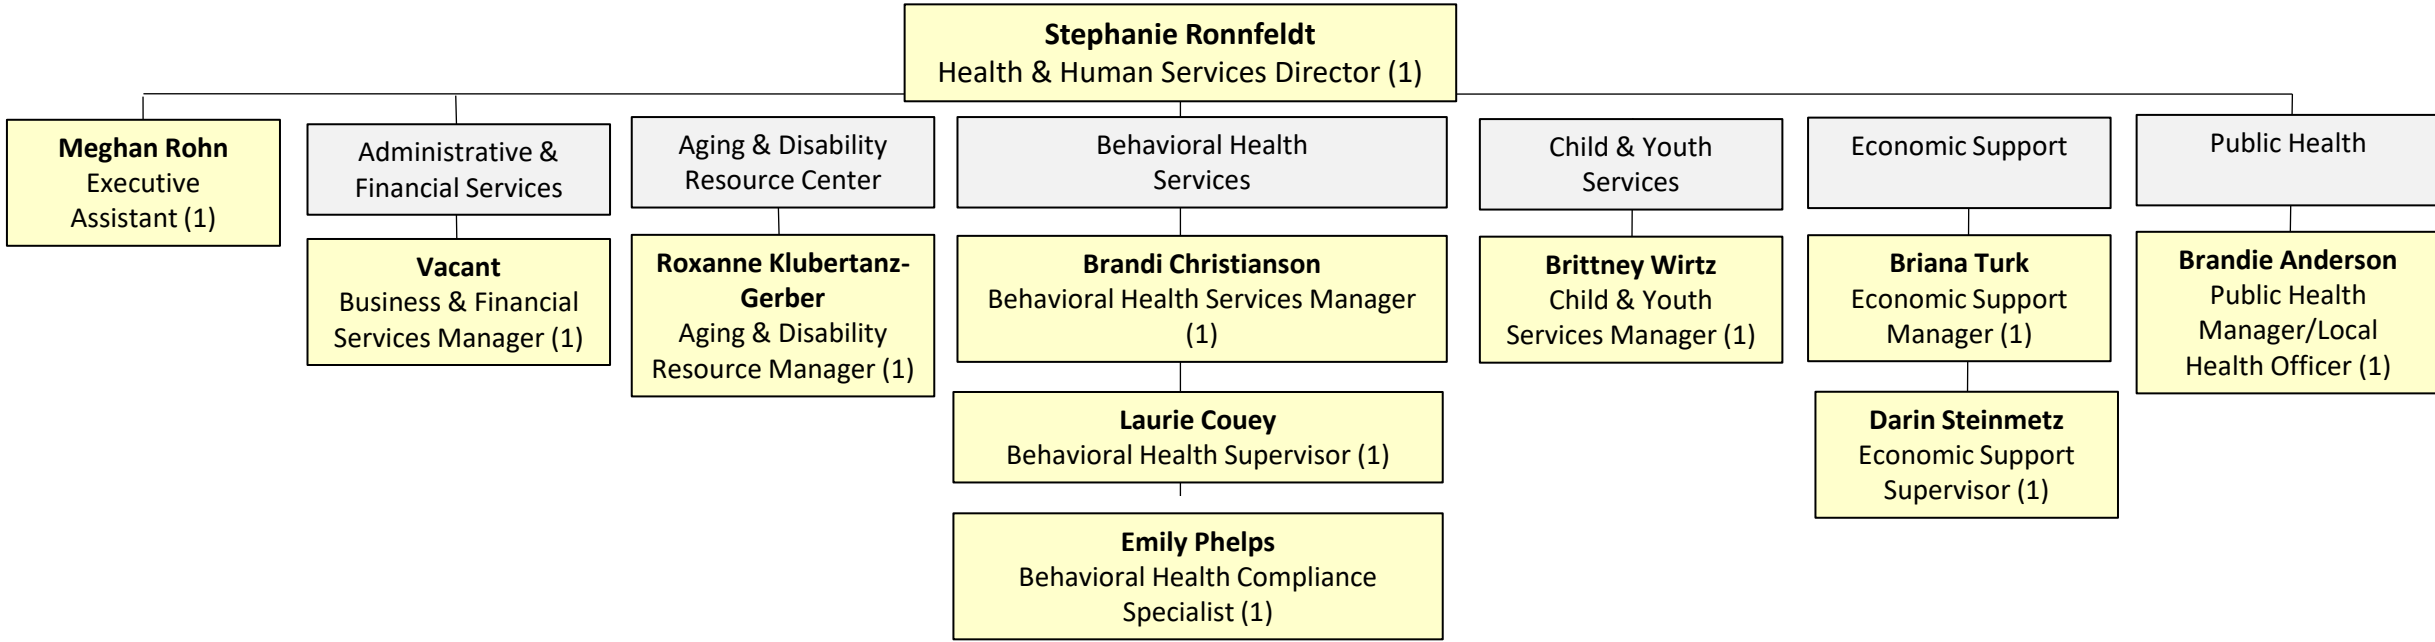 Stephanie Ronnfeldt
Health & Human Services Director (1)
Meghan Rohn
Executive
Assistant (1)
Administrative &
Financial Services
Vacant
Business & Financial
Services Manager (1)
Aging & Disability
Resource Center
Roxanne Klubertanz-
Gerber
Aging & Disability
Resource Manager (1)
Behavioral Health
Services
Brandi Christianson
Behavioral Health Services Manager
(1)
Laurie Couey
Behavioral Health Supervisor (1)
Emily Phelps
Behavioral Health Compliance
Specialist (1)
Child & Youth
Services
Brittney Wirtz
Child & Youth
Services Manager (1)
Economic Support
Briana Turk
Economic Support
Manager (1)
Darin Steinmetz
Economic Support
Supervisor (1)
Public Health
Brandie Anderson
Public Health
Manager/Local
Health Officer (1)